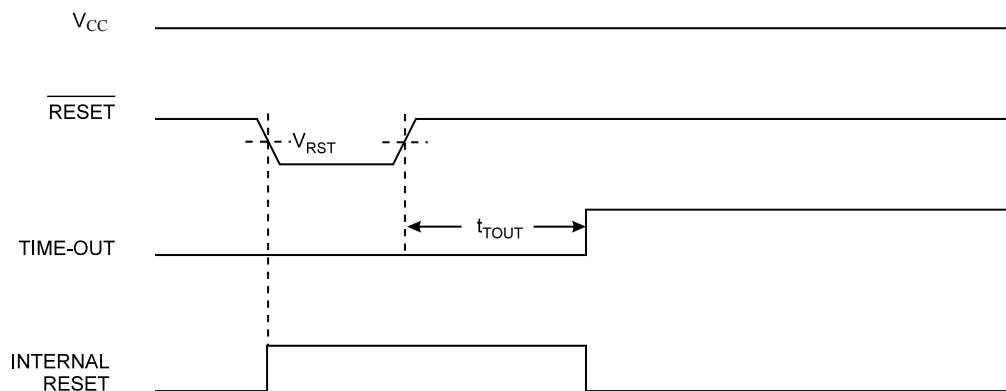 VCC
RESET
VRST
tTOUT
TIME-OUT
INTERNAL
RESET